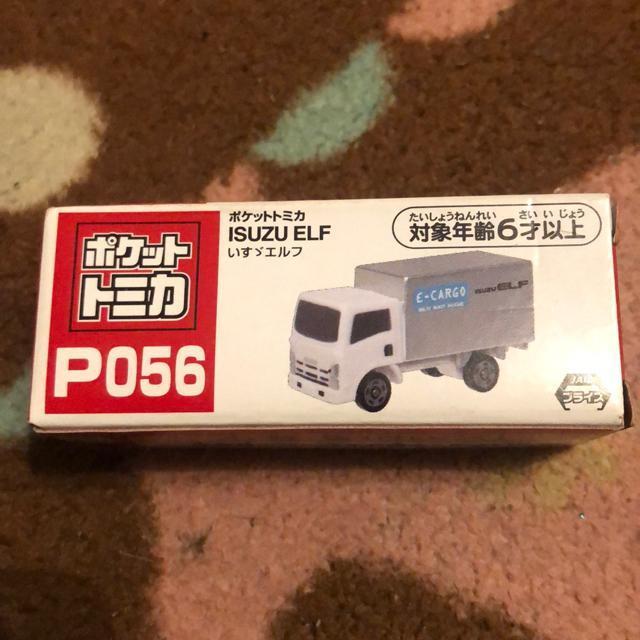 ポケット
トミカ
P056
ポケットトミカ
ISUZU ELF
いすゞエルフ
たいしょうねんれい さい いじょう
対象年齢6才以上
E-CARGO
ISUZU ELF
プライズ